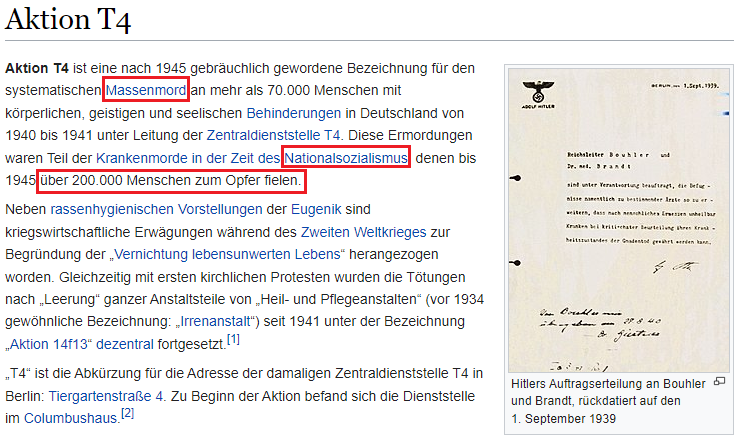 Aktion T4
Aktion T4 ist eine nach 1945 gebräuchlich gewordene Bezeichnung für den
systematischen Massenmord an mehr als 70.000 Menschen mit
körperlichen, geistigen und seelischen Behinderungen in Deutschland von
1940 bis 1941 unter Leitung der Zentraldienststelle T4. Diese Ermordungen
waren Teil der Krankenmorde in der Zeit des Nationalsozialismus, denen bis
1945 über 200.000 Menschen zum Opfer fielen.
Neben rassenhygienischen Vorstellungen der Eugenik sind
kriegswirtschaftliche Erwägungen während des Zweiten Weltkrieges zur
Begründung der „Vernichtung lebensunwerten Lebens“ herangezogen
worden. Gleichzeitig mit ersten kirchlichen Protesten wurden die Tötungen
nach „Leerung“ ganzer Anstaltsteile von „Heil- und Pflegeanstalten“ (vor 1934
gewöhnliche Bezeichnung: „Irrenanstalt“) seit 1941 unter der Bezeichnung
„Aktion 14f13“ dezentral fortgesetzt.[1]
„T4“ ist die Abkürzung für die Adresse der damaligen Zentraldienststelle T4 in
Berlin: Tiergartenstraße 4. Zu Beginn der Aktion befand sich die Dienststelle
im Columbushaus.[2]
ADOLF HITLER
BERLIN, den 1.Sept.1939.
Reichsleiter Bouhler und
Dr. med. Brandt
sind unter Verantwortung beauftragt, die Befug-
nisse namentlich zu bestimmender Ärzte so zu er-
weitern, dass nach menschlichem Ermessen unheilbar
Kranken bei kritischster Beurteilung ihres Krank-
heitszustandes der Gnadentod gewährt werden kann.
Hitlers Auftragserteilung an Bouhler
und Brandt, rückdatiert auf den
1. September 1939